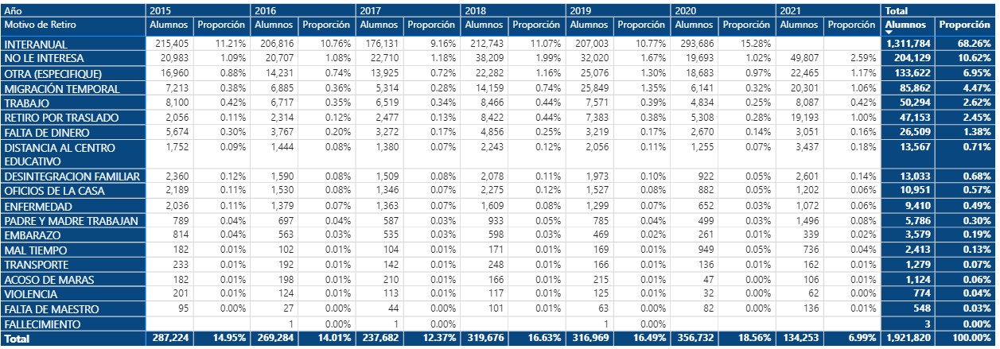 Año 2015 2016 2017 2018 2019 2020 2021 Total
Motivo de Retiro Alumnos Proporción Alumnos Proporción Alumnos Proporción Alumnos Proporción Alumnos Proporción Alumnos Proporción Alumnos Proporción Alumnos Proporción
INTERANUAL 215,405 11.21% 206,816 10.76% 176,131 9.16% 212,743 11.07% 207,003 10.77% 293,686 15.28% 1,311,784 68.26%
NO LE INTERESA 20,983 1.09% 20,707 1.08% 22,710 1.18% 38,209 1.99% 32,020 1.67% 19,693 1.02% 49,807 2.59% 204,129 10.62%
OTRA (ESPECIFIQUE) 16,960 0.88% 14,231 0.74% 13,925 0.72% 22,282 1.16% 25,076 1.30% 18,683 0.97% 22,465 1.17% 133,622 6.95%
MIGRACIÓN TEMPORAL 7,213 0.38% 6,885 0.36% 5,314 0.28% 14,159 0.74% 25,849 1.35% 6,141 0.32% 20,301 1.06% 85,862 4.47%
TRABAJO 8,100 0.42% 6,717 0.35% 6,519 0.34% 8,466 0.44% 7,571 0.39% 4,834 0.25% 8,087 0.42% 50,294 2.62%
RETIRO POR TRASLADO 2,056 0.11% 2,314 0.12% 2,477 0.13% 8,422 0.44% 7,383 0.38% 5,308 0.28% 19,193 1.00% 47,153 2.45%
FALTA DE DINERO 5,674 0.30% 3,767 0.20% 3,272 0.17% 4,856 0.25% 3,219 0.17% 2,670 0.14% 3,051 0.16% 26,509 1.38%
DISTANCIA AL CENTRO 1,752 0.09% 1,444 0.08% 1,380 0.07% 2,243 0.12% 2,056 0.11% 1,255 0.07% 3,437 0.18% 13,567 0.71%
EDUCATIVO
DESINTEGRACION FAMILIAR 2,360 0.12% 1,590 0.08% 1,509 0.08% 2,078 0.11% 1,973 0.10% 922 0.05% 2,601 0.14% 13,033 0.68%
OFICIOS DE LA CASA 2,189 0.11% 1,530 0.08% 1,346 0.07% 2,275 0.12% 1,527 0.08% 882 0.05% 1,202 0.06% 10,951 0.57%
ENFERMEDAD 2,036 0.11% 1,379 0.07% 1,363 0.07% 1,609 0.08% 1,299 0.07% 652 0.03% 1,072 0.06% 9,410 0.49%
PADRE Y MADRE TRABAJAN 789 0.04% 697 0.04% 587 0.03% 933 0.05% 785 0.04% 499 0.03% 1,496 0.08% 5,786 0.30%
EMBARAZO 814 0.04% 563 0.03% 535 0.03% 598 0.03% 469 0.02% 261 0.01% 339 0.02% 3,579 0.19%
MAL TIEMPO 182 0.01% 102 0.01% 104 0.01% 171 0.01% 169 0.01% 949 0.05% 736 0.04% 2,413 0.13%
TRANSPORTE 233 0.01% 192 0.01% 142 0.01% 248 0.01% 166 0.01% 136 0.01% 162 0.01% 1,279 0.07%
ACOSO DE MARAS 182 0.01% 198 0.01% 210 0.01% 166 0.01% 215 0.01% 47 0.00% 106 0.01% 1,124 0.06%
VIOLENCIA 201 0.01% 124 0.01% 113 0.01% 117 0.01% 125 0.01% 32 0.00% 62 0.00% 774 0.04%
FALTA DE MAESTRO 95 0.00% 27 0.00% 44 0.00% 101 0.01% 63 0.00% 82 0.00% 136 0.01% 548 0.03%
FALLECIMIENTO 1 0.00% 1 0.00% 1 0.00% 3 0.00%
Total 287,224 14.95% 269,284 14.01% 237,682 12.37% 319,676 16.63% 316,969 16.49% 356,732 18.56% 134,253 6.99% 1,921,820 100.00%